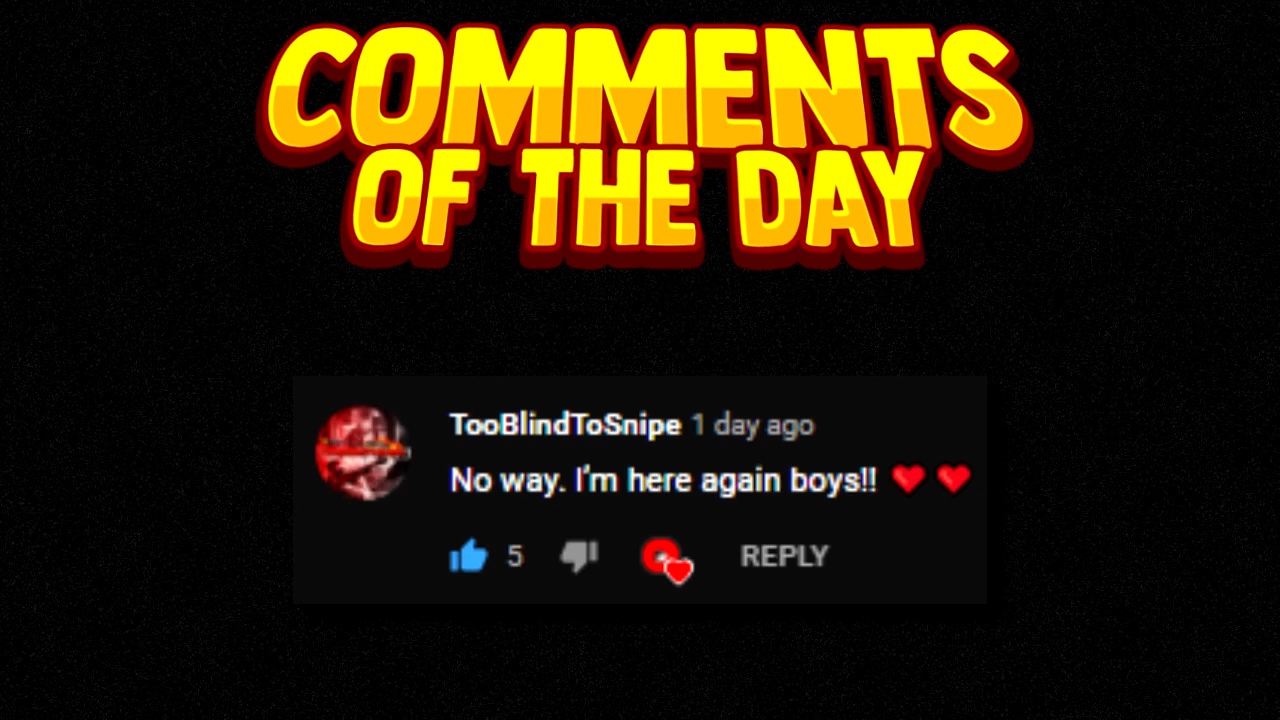 COMMENTS
OF THE DAY
TooBlindToSnipe 1 day ago
No way. I'm here again boys!! ❤️ ❤️
5 REPLY